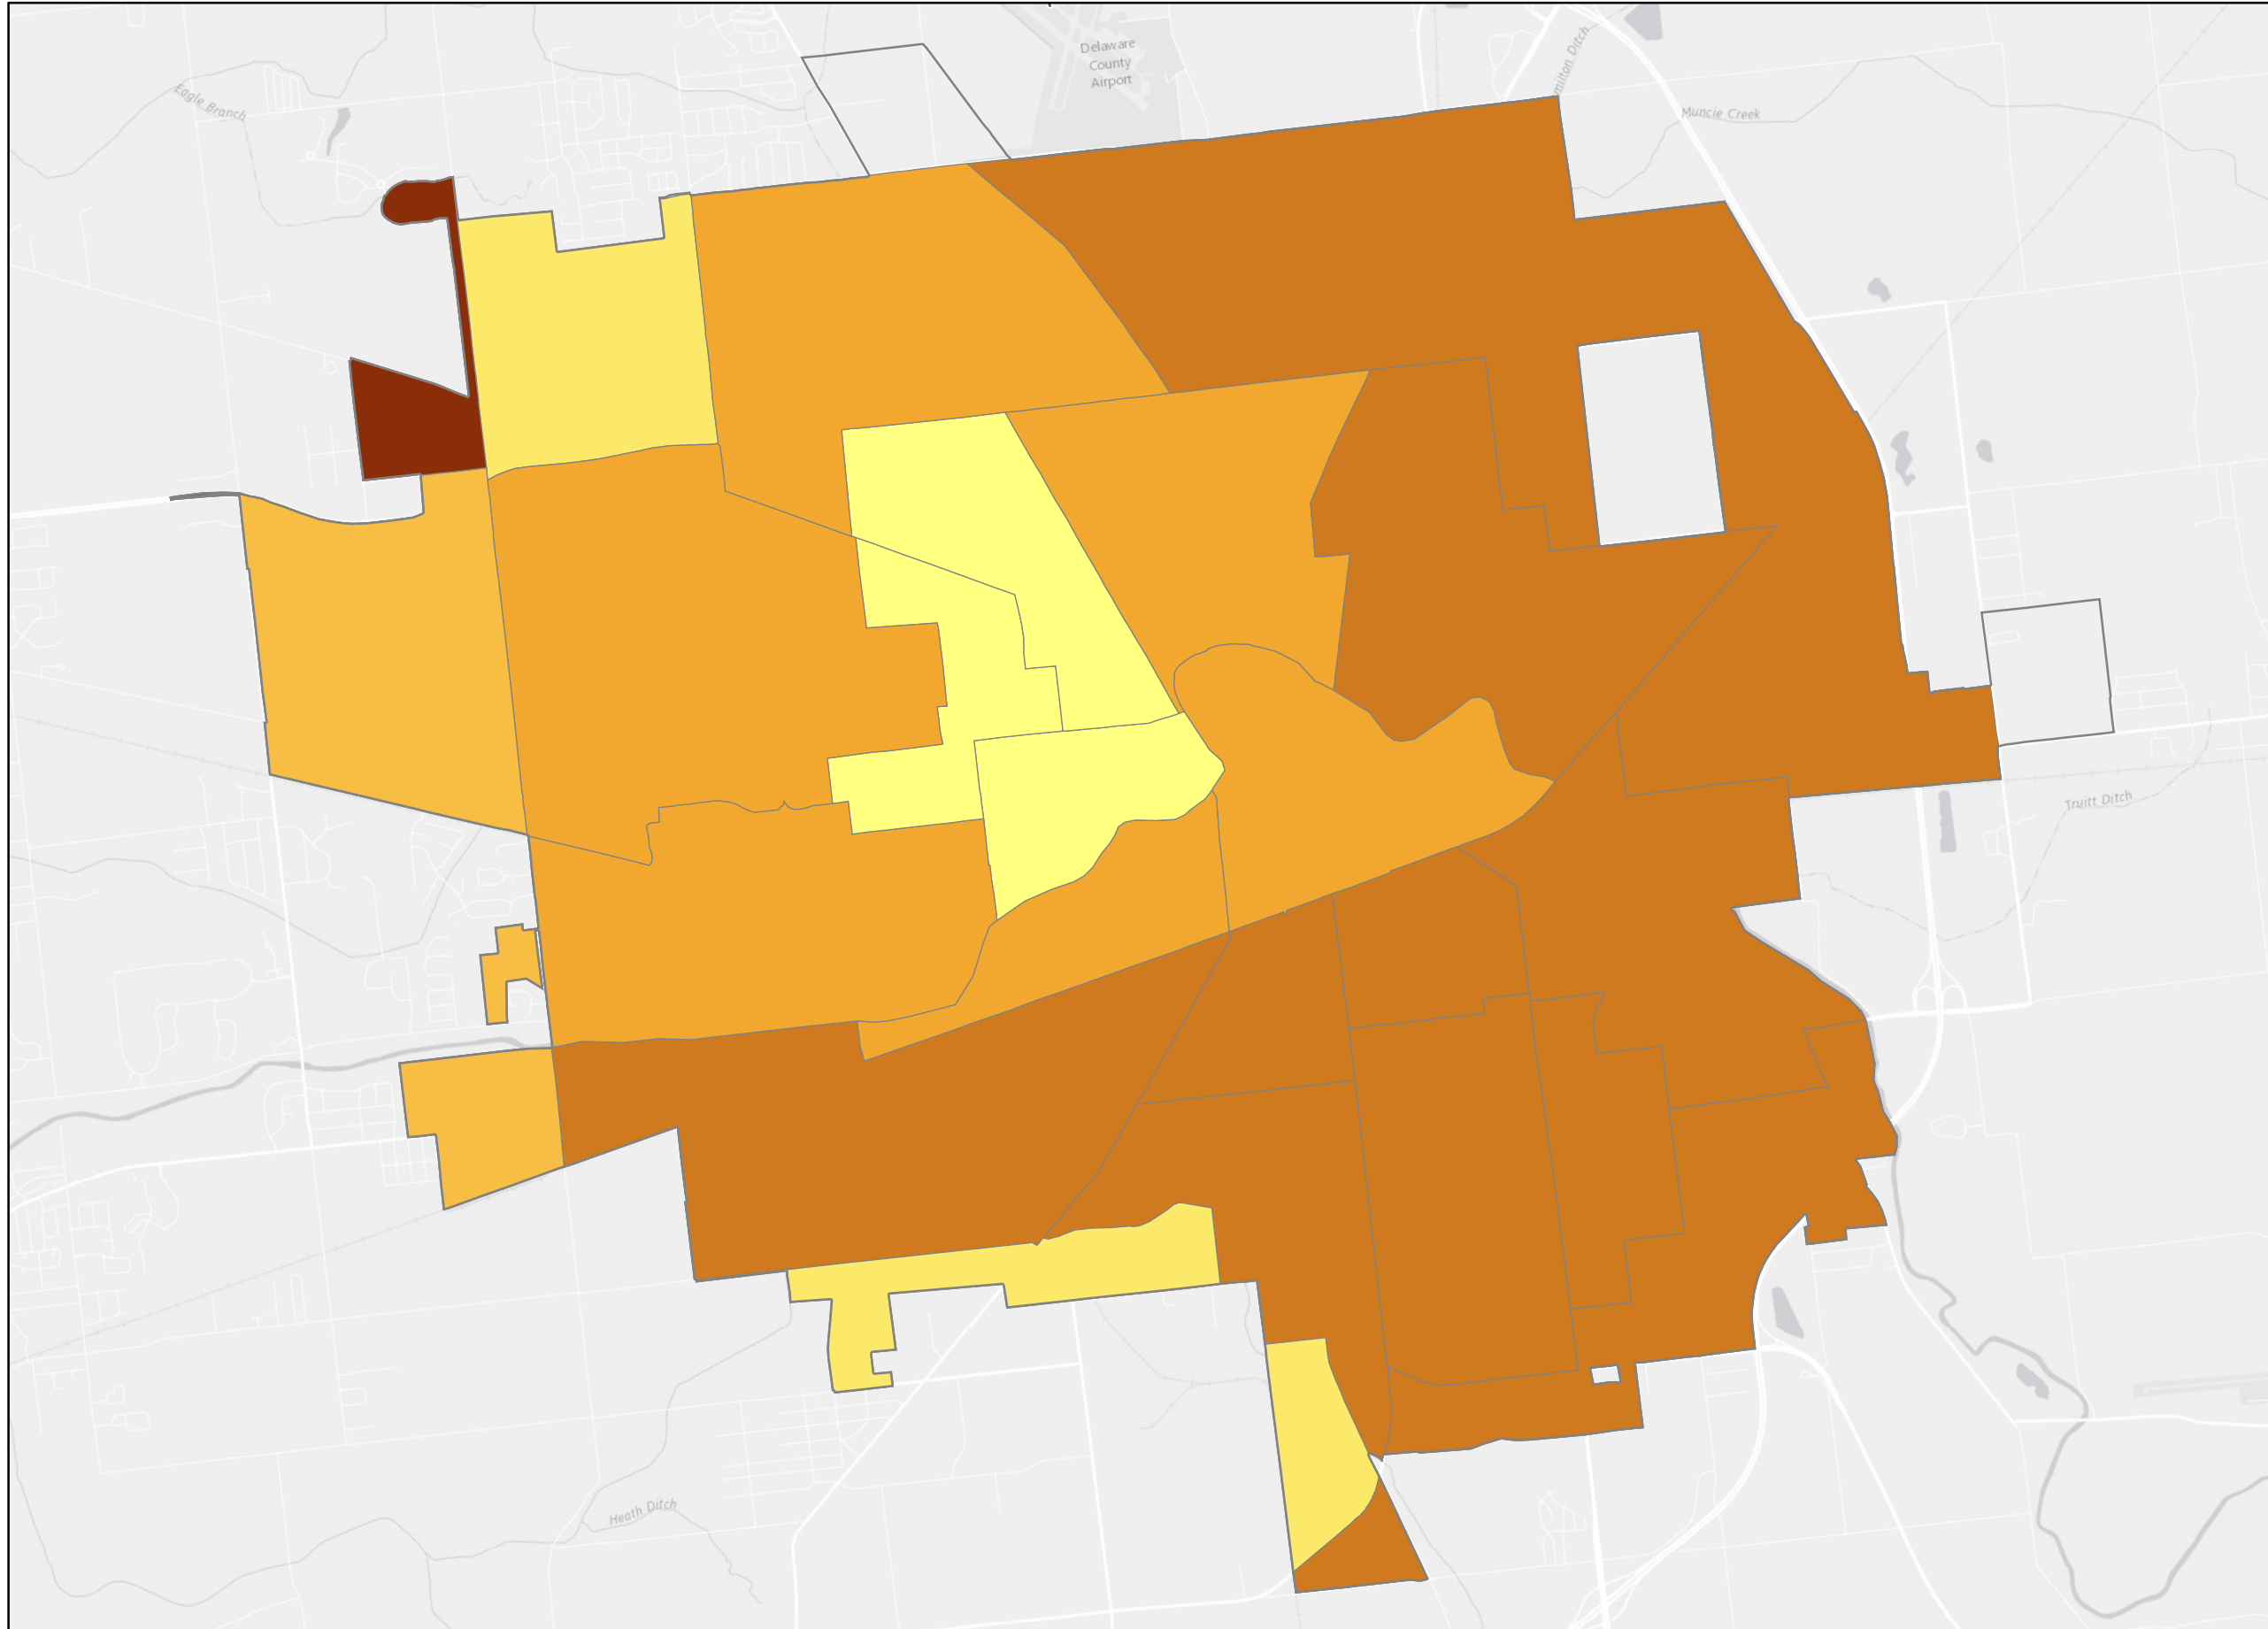 Delaware
County
Airport
Eagle Branch
Muncie Creek
Truitt Ditch
Heath Ditch